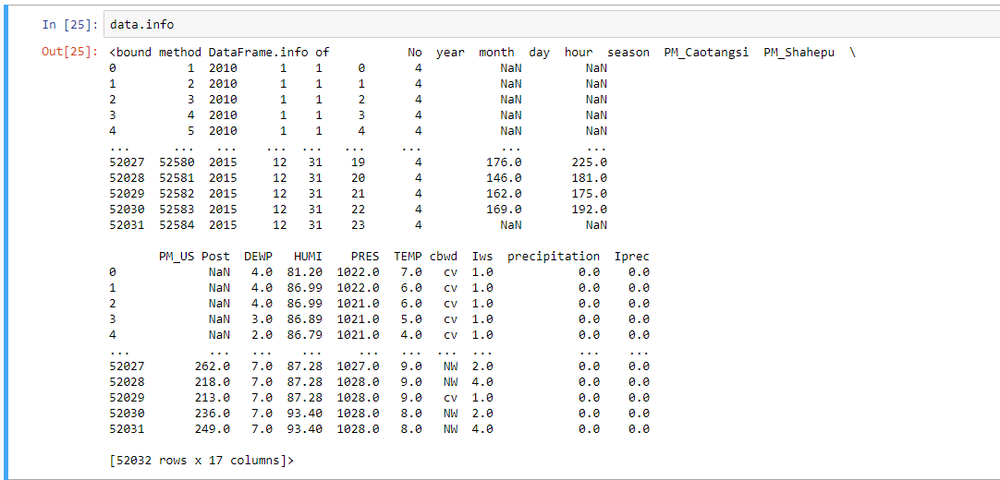 In [25]: data.info
Out[25]: <bound method DataFrame.info of           No  year  month  day  hour  season  PM_Caotangsi  PM_Shahepu  \
0          1  2010      1    1     0       4           NaN         NaN
1          2  2010      1    1     1       4           NaN         NaN
2          3  2010      1    1     2       4           NaN         NaN
3          4  2010      1    1     3       4           NaN         NaN
4          5  2010      1    1     4       4           NaN         NaN
...      ...   ...    ...  ...   ...     ...           ...         ...
52027  52580  2015     12   31    19       4         176.0       225.0
52028  52581  2015     12   31    20       4         146.0       181.0
52029  52582  2015     12   31    21       4         162.0       175.0
52030  52583  2015     12   31    22       4         169.0       192.0
52031  52584  2015     12   31    23       4           NaN         NaN
       PM_US Post  DEWP   HUMI    PRES  TEMP cbwd  Iws  precipitation  Iprec
0             NaN   4.0  81.20  1022.0   7.0   cv  1.0            0.0    0.0
1             NaN   4.0  86.99  1022.0   6.0   cv  1.0            0.0    0.0
2             NaN   4.0  86.99  1021.0   6.0   cv  1.0            0.0    0.0
3             NaN   3.0  86.89  1021.0   5.0   cv  1.0            0.0    0.0
4             NaN   2.0  86.79  1021.0   4.0   cv  1.0            0.0    0.0
...           ...   ...    ...     ...   ...  ...  ...            ...    ...
52027       262.0   7.0  87.28  1027.0   9.0   NW  2.0            0.0    0.0
52028       218.0   7.0  87.28  1028.0   9.0   NW  4.0            0.0    0.0
52029       213.0   7.0  87.28  1028.0   9.0   cv  1.0            0.0    0.0
52030       236.0   7.0  93.40  1028.0   8.0   NW  2.0            0.0    0.0
52031       249.0   7.0  93.40  1028.0   8.0   NW  4.0            0.0    0.0
[52032 rows x 17 columns]>